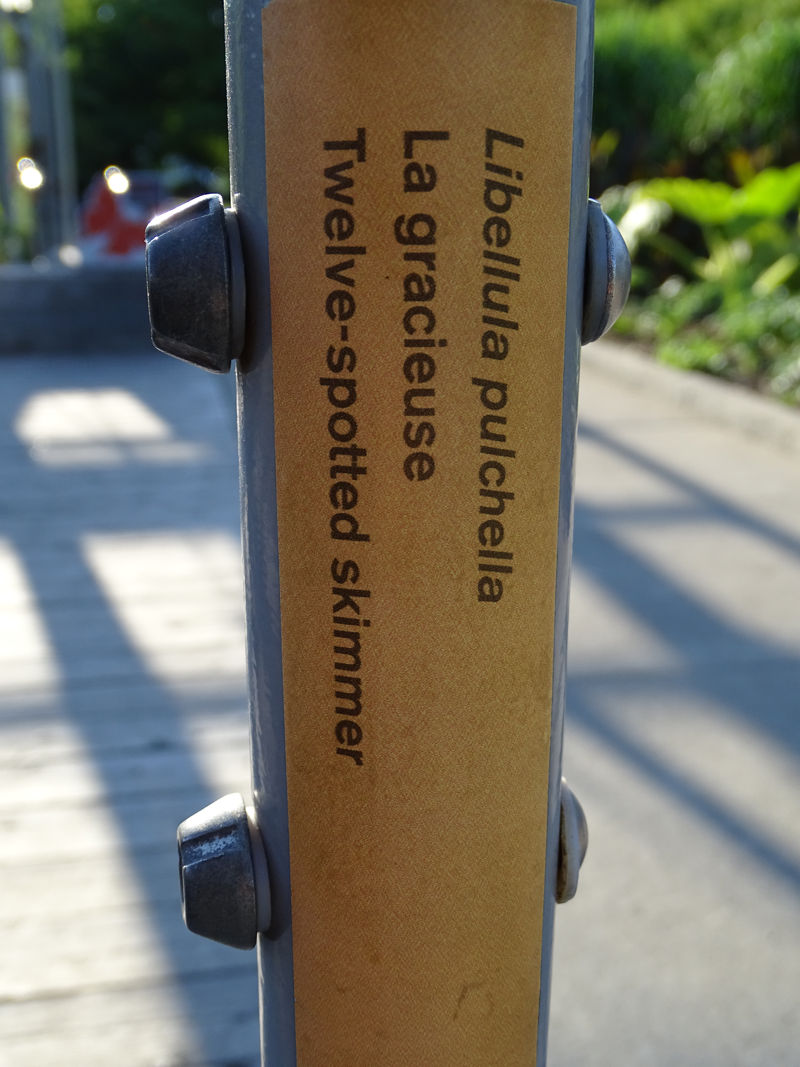 Libellula pulchella
La gracieuse
Twelve-spotted skimmer